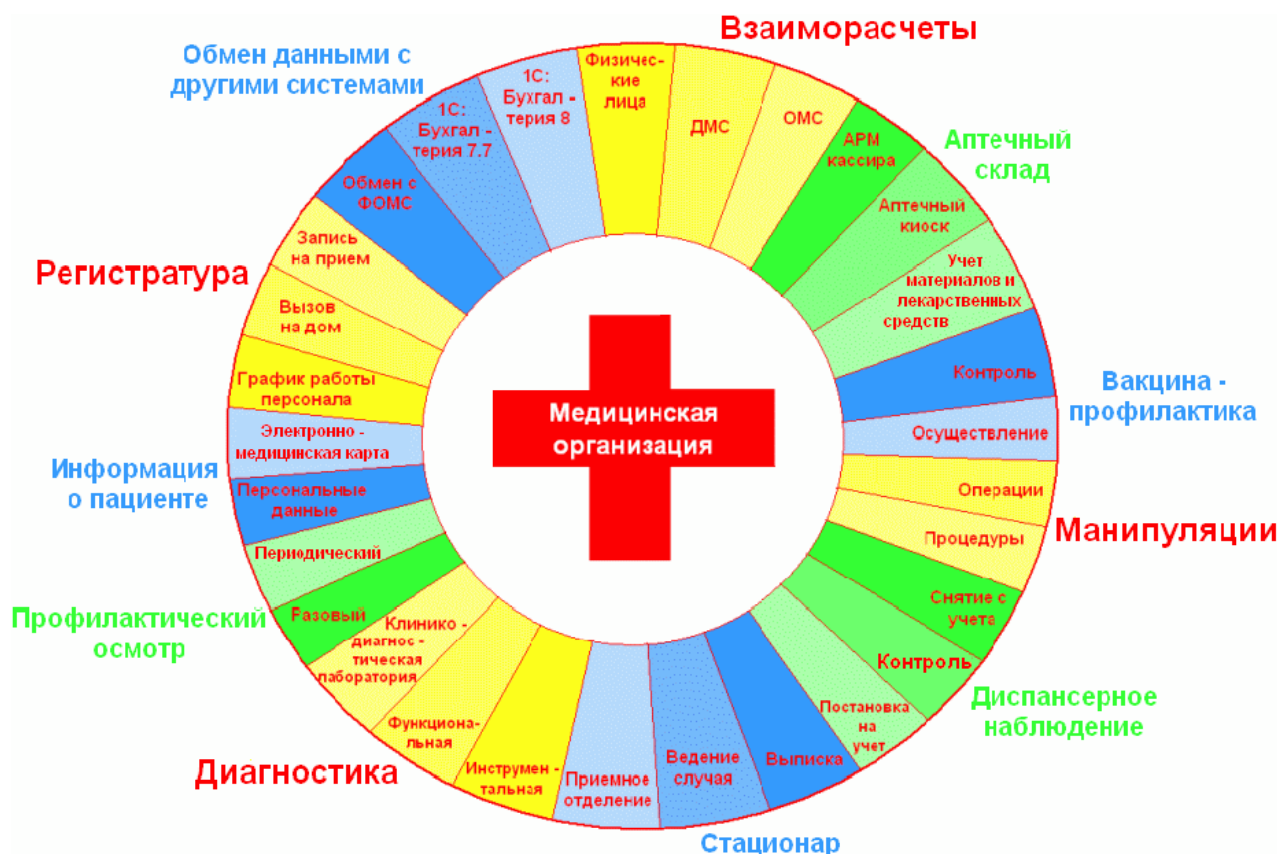 Взаиморасчеты
Физичес-
кие
лица
ДМС
ОМС
Аптечный
склад
АРМ
кассира
Аптечный
киоск
Учет
материалов и
лекарственных
средств
Вакцина -
профилактика
Контроль
Осуществление
Манипуляции
Операции
Процедуры
Диспансерное
наблюдение
Снятие с
учета
Контроль
Постановка
на
учет
Стационар
Выписка
Ведение
случая
Приемное
отделение
Диагностика
Инструмен -
тальная
Функциона-
льная
Клинико -
диагнос -
тическая
лаборатория
Профилактический
осмотр
Разовый
Периодический
Информация
о пациенте
Персональные
данные
Электронно -
медицинская карта
Регистратура
График работы
персонала
Вызов
на дом
Запись
на прием
Обмен данными с
другими системами
Обмен с
ФОМС
1С:
Бухгал -
терия 7.7
1С:
Бухгал -
терия 8
Медицинская
организация